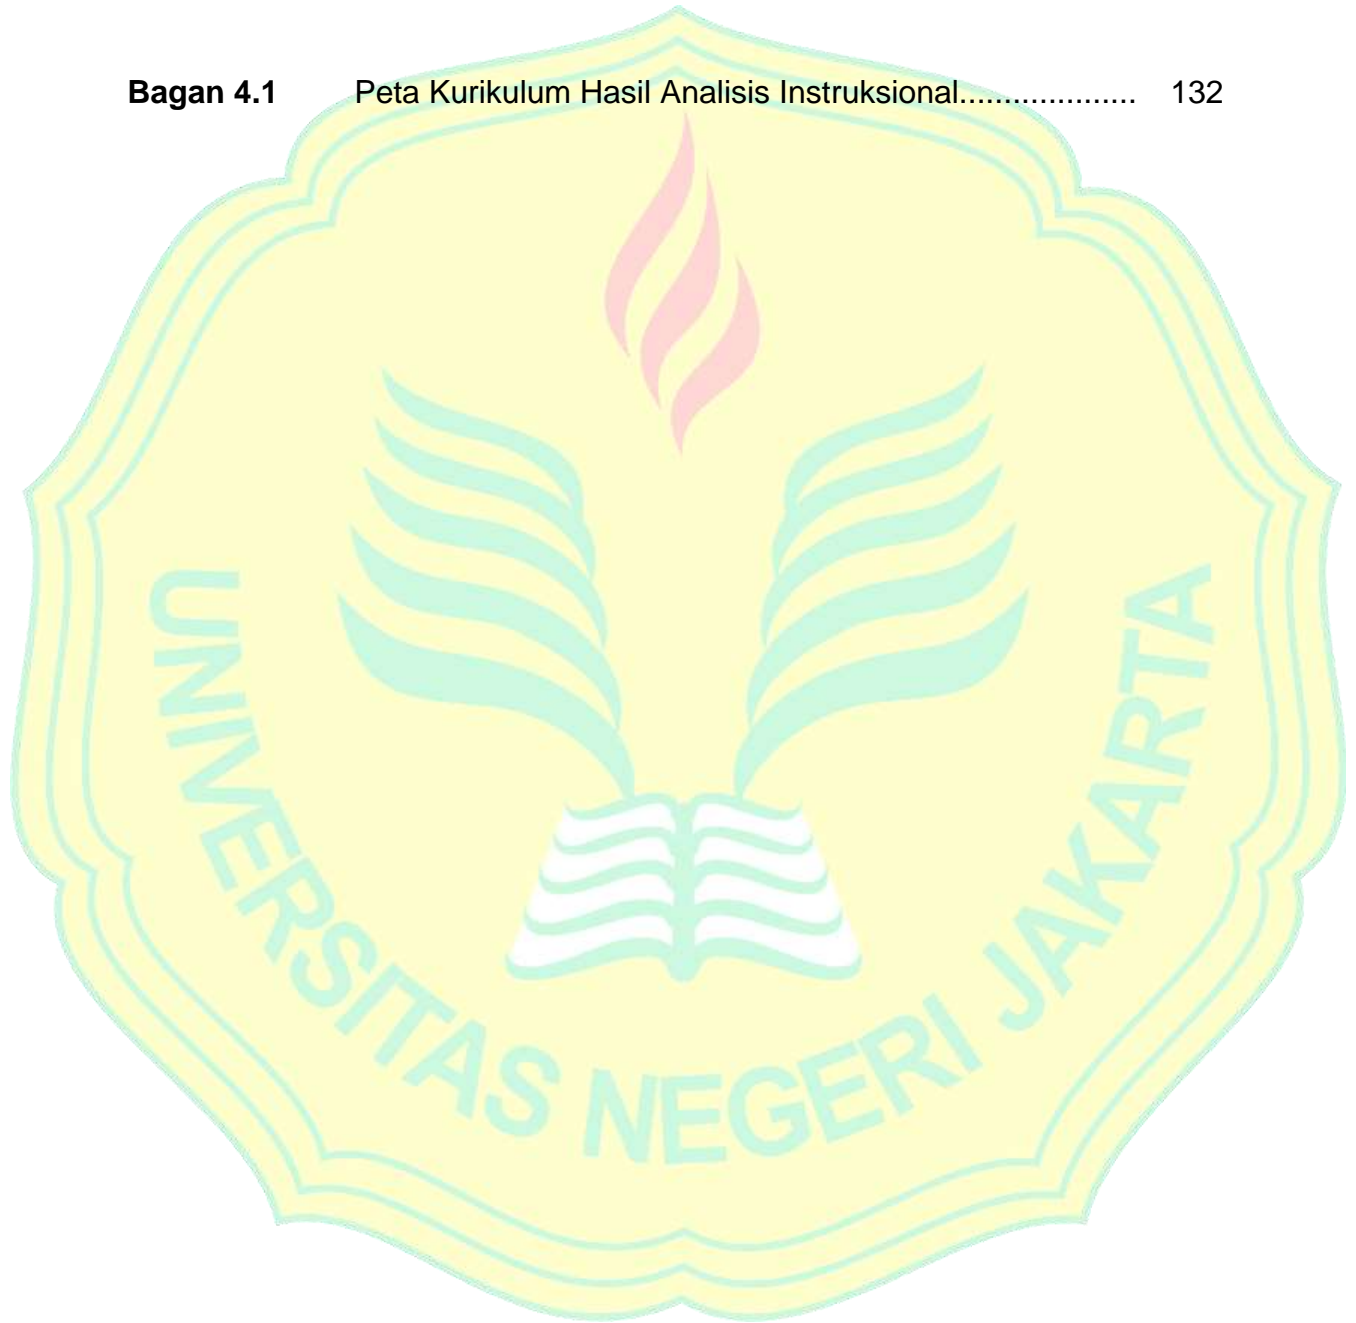 Bagan 4.1 Peta Kurikulum Hasil Analisis Instruksional................... 132
UNIVERSITAS NEGERI JAKARTA